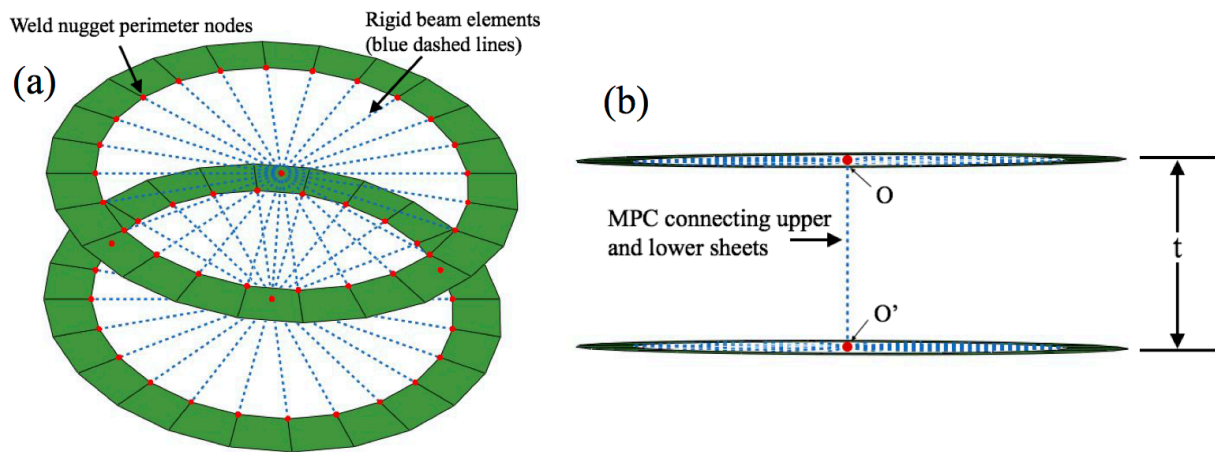 Weld nugget perimeter nodes
Rigid beam elements
(blue dashed lines)
(a)
(b)
O
MPC connecting upper
and lower sheets
t
O’